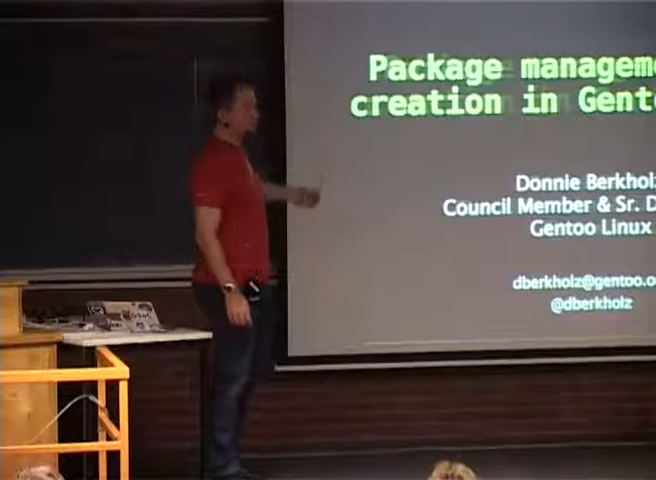 Package manageme
creation in Gento
Donnie Berkholz
Council Member & Sr. D
Gentoo Linux
dberkholz@gentoo.o
@dberkholz